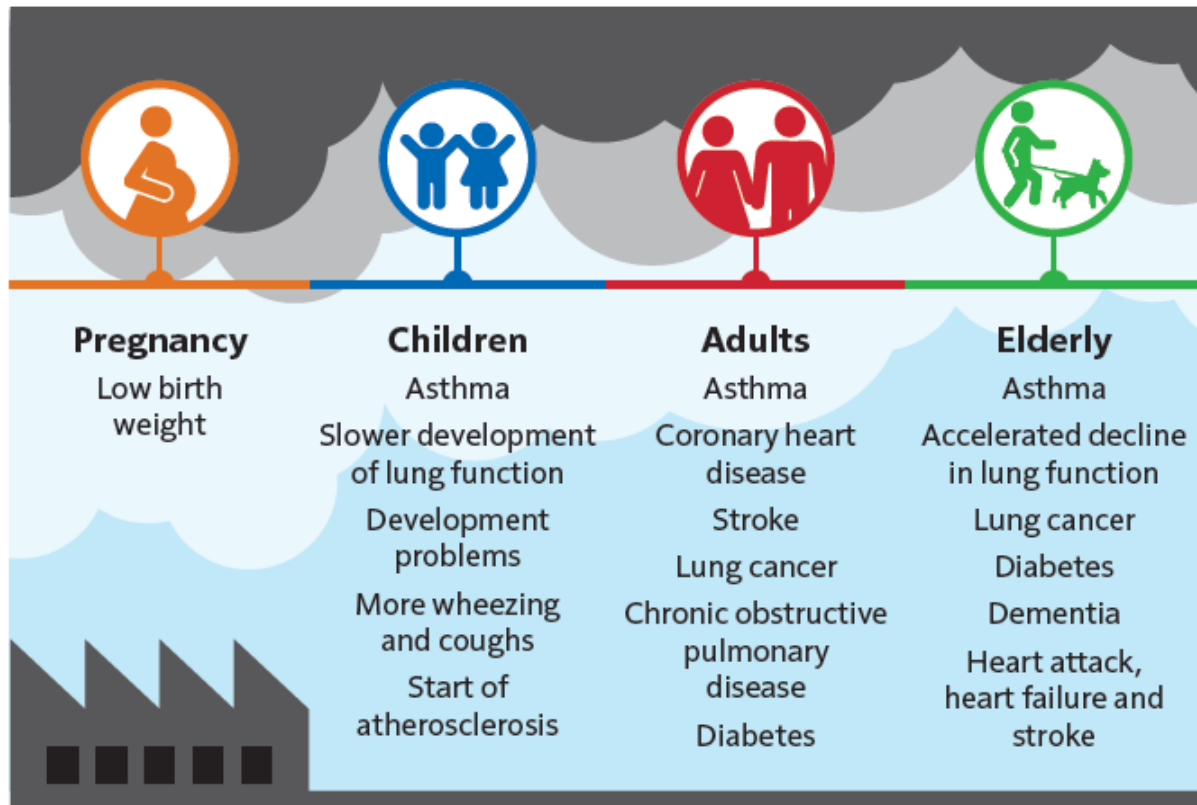 Pregnancy
Low birth
weight
Children
Asthma
Slower development
of lung function
Development
problems
More wheezing
and coughs
Start of
atherosclerosis
Adults
Asthma
Coronary heart
disease
Stroke
Lung cancer
Chronic obstructive
pulmonary
disease
Diabetes
Elderly
Asthma
Accelerated decline
in lung function
Lung cancer
Diabetes
Dementia
Heart attack,
heart failure and
stroke